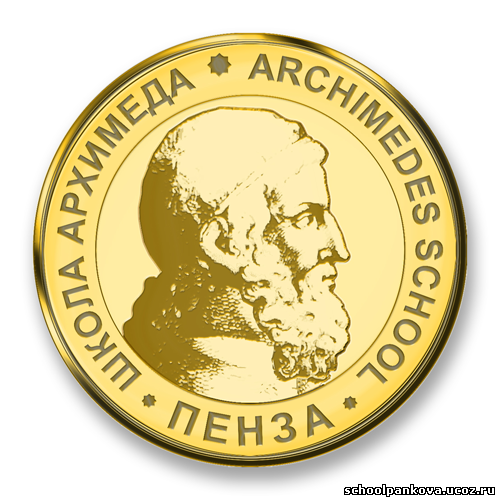 ШКОЛА АРХИМЕДА
ARCHIMEDES SCHOOL
ПЕНЗА
schoolpankova.ucoz.ru